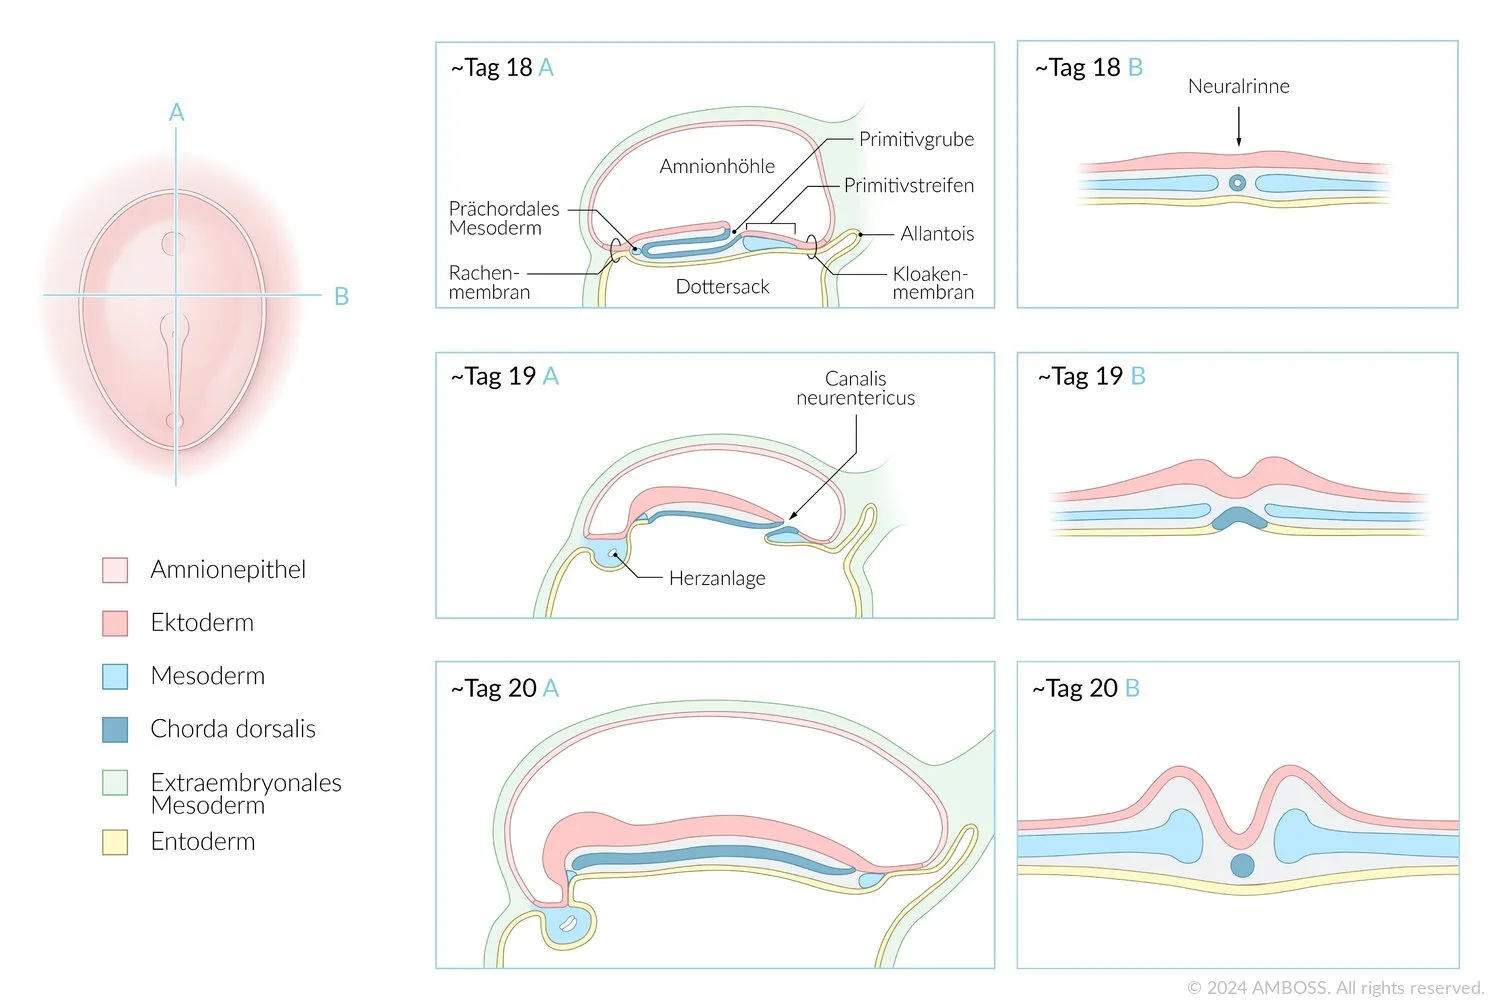 A
B
Amnionepithel
Ektoderm
Mesoderm
Chorda dorsalis
Extraembryonales
Mesoderm
Entoderm
~Tag 18 A
Amnionhöhle
Primitivgrube
Primitivstreifen
Prächordales
Mesoderm
Allantois
Rachen-
membran
Dottersack
Kloaken-
membran
~Tag 18 B
Neuralrinne
~Tag 19 A
Canalis
neurentericus
Herzanlage
~Tag 19 B
~Tag 20 A
~Tag 20 B
© 2024 AMBOSS. All rights reserved.